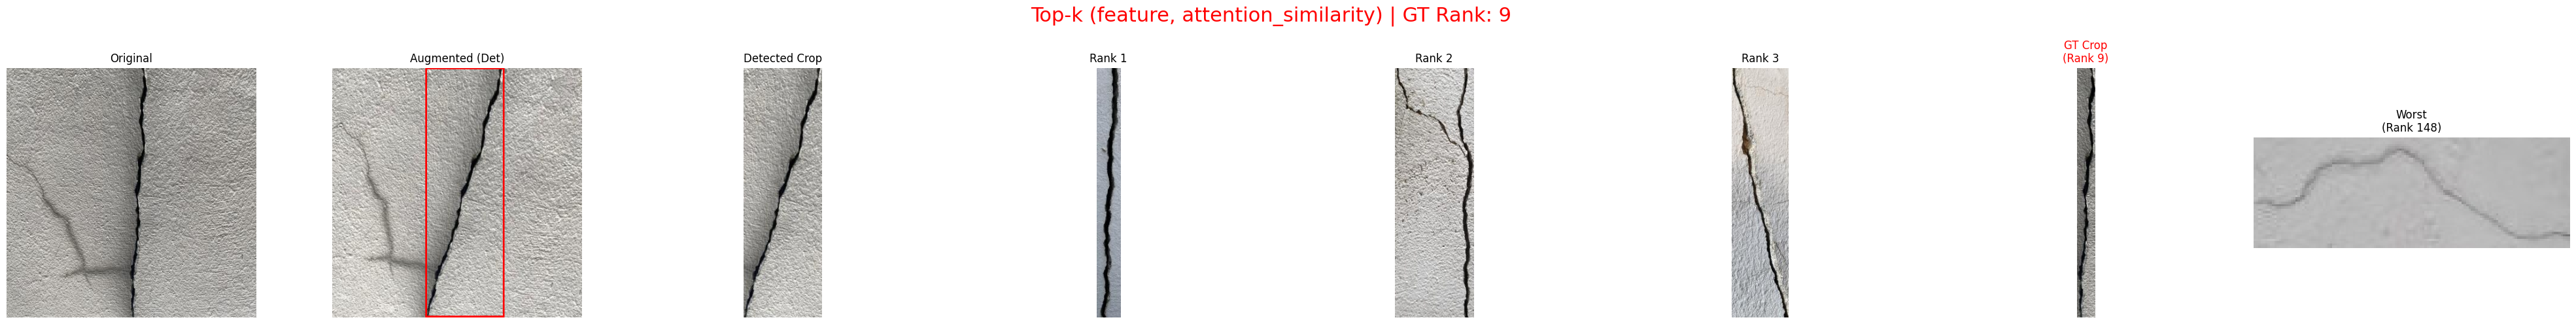 Top-k (feature, attention_similarity) | GT Rank: 9
Original
Augmented (Det)
Detected Crop
Rank 1
Rank 2
Rank 3
GT Crop
(Rank 9)
Worst
(Rank 148)